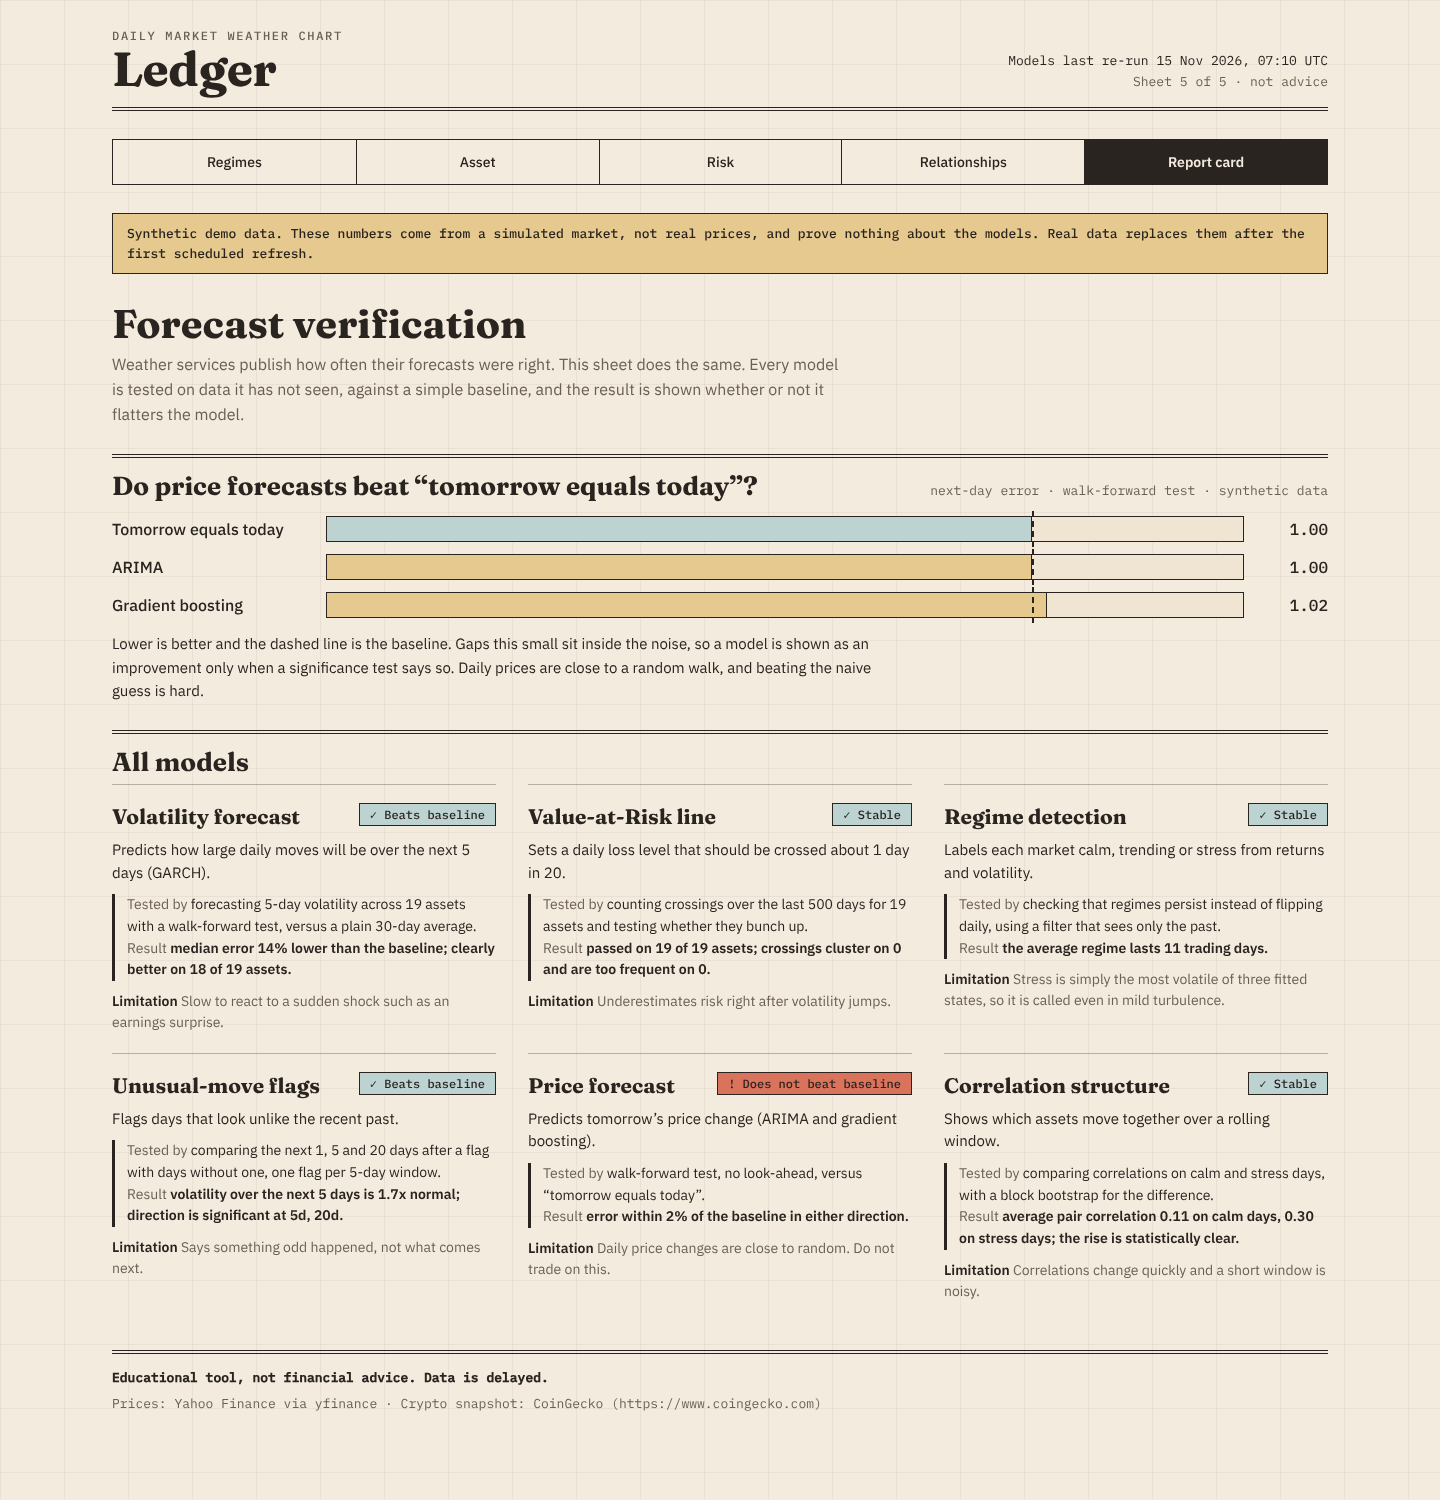 DAILY MARKET WEATHER CHART
Ledger
Models last re-run 15 Nov 2026, 07:10 UTC
Sheet 5 of 5 · not advice
Regimes
Asset
Risk
Relationships
Report card
Synthetic demo data. These numbers come from a simulated market, not real prices, and prove nothing about the models. Real data replaces them after the
first scheduled refresh.
Forecast verification
Weather services publish how often their forecasts were right. This sheet does the same. Every model
is tested on data it has not seen, against a simple baseline, and the result is shown whether or not it
flatters the model.
Do price forecasts beat “tomorrow equals today”?
next-day error · walk-forward test · synthetic data
Tomorrow equals today 1.00
ARIMA 1.00
Gradient boosting 1.02
Lower is better and the dashed line is the baseline. Gaps this small sit inside the noise, so a model is shown as an
improvement only when a significance test says so. Daily prices are close to a random walk, and beating the naive
guess is hard.
All models
Volatility forecast
✓ Beats baseline
Predicts how large daily moves will be over the next 5
days (GARCH).
Tested by forecasting 5-day volatility across 19 assets
with a walk-forward test, versus a plain 30-day average.
Result median error 14% lower than the baseline; clearly
better on 18 of 19 assets.
Limitation Slow to react to a sudden shock such as an
earnings surprise.
Value-at-Risk line
✓ Stable
Sets a daily loss level that should be crossed about 1 day
in 20.
Tested by counting crossings over the last 500 days for 19
assets and testing whether they bunch up.
Result passed on 19 of 19 assets; crossings cluster on 0
and are too frequent on 0.
Limitation Underestimates risk right after volatility jumps.
Regime detection
✓ Stable
Labels each market calm, trending or stress from returns
and volatility.
Tested by checking that regimes persist instead of flipping
daily, using a filter that sees only the past.
Result the average regime lasts 11 trading days.
Limitation Stress is simply the most volatile of three fitted
states, so it is called even in mild turbulence.
Unusual-move flags
✓ Beats baseline
Flags days that look unlike the recent past.
Tested by comparing the next 1, 5 and 20 days after a flag
with days without one, one flag per 5-day window.
Result volatility over the next 5 days is 1.7x normal;
direction is significant at 5d, 20d.
Limitation Says something odd happened, not what comes
next.
Price forecast
! Does not beat baseline
Predicts tomorrow’s price change (ARIMA and gradient
boosting).
Tested by walk-forward test, no look-ahead, versus
“tomorrow equals today”.
Result error within 2% of the baseline in either direction.
Limitation Daily price changes are close to random. Do not
trade on this.
Correlation structure
✓ Stable
Shows which assets move together over a rolling
window.
Tested by comparing correlations on calm and stress days,
with a block bootstrap for the difference.
Result average pair correlation 0.11 on calm days, 0.30
on stress days; the rise is statistically clear.
Limitation Correlations change quickly and a short window is
noisy.
Educational tool, not financial advice. Data is delayed.
Prices: Yahoo Finance via yfinance · Crypto snapshot: CoinGecko (https://www.coingecko.com)